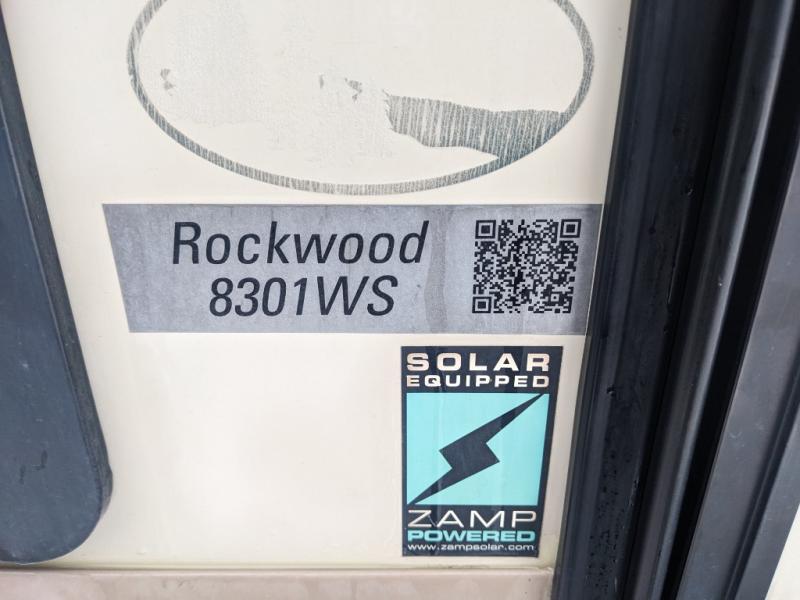 Rockwood
8301WS
SOLAR
EQUIPPED
ZAMP
POWERED
www.zampsolar.com